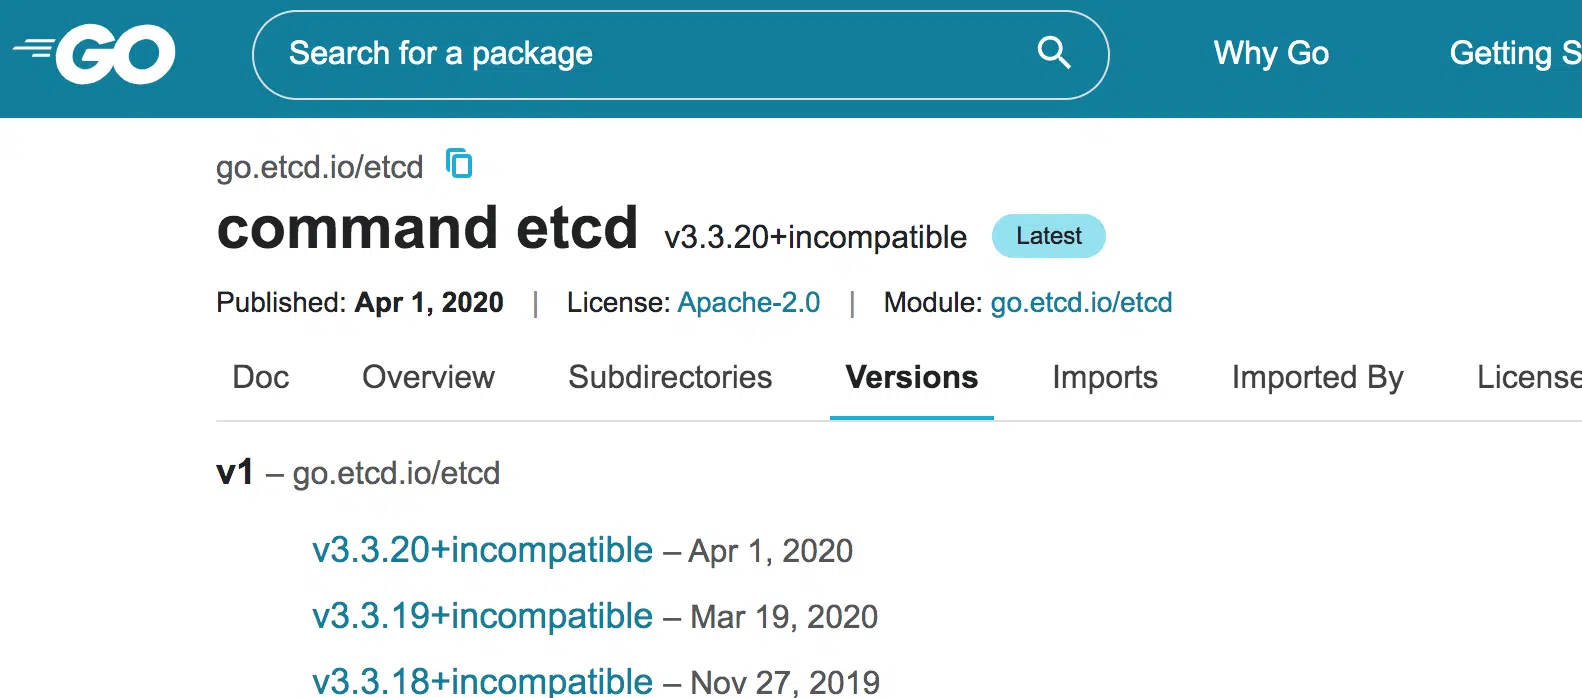 GO Search for a package Why Go Getting S
go.etcd.io/etcd
command etcd v3.3.20+incompatible Latest
Published: Apr 1, 2020 | License: Apache-2.0 | Module: go.etcd.io/etcd
Doc Overview Subdirectories Versions Imports Imported By License
v1 – go.etcd.io/etcd
v3.3.20+incompatible – Apr 1, 2020
v3.3.19+incompatible – Mar 19, 2020
v3.3.18+incompatible – Nov 27, 2019